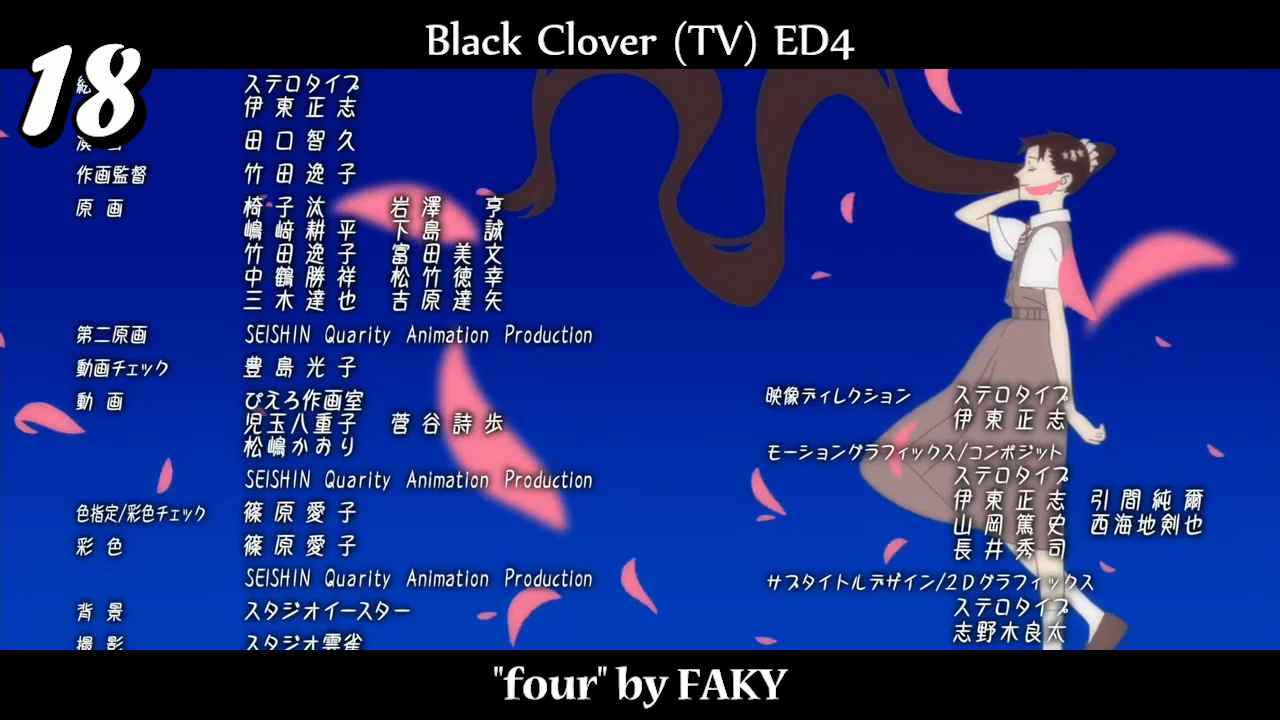 Black Clover (TV) ED4
18
ステロタイプ
伊東正志
田口智久
作画監督 竹田逸子
原画 椅子汰 岩澤亨
嶋﨑耕平 下島誠
竹田逸子 富田美文
中鶴勝祥 松竹徳幸
三木達也 吉原達矢
第二原画 SEISHIN Quarity Animation Production
動画チェック 豊島光子
動画 ぴえろ作画室
児玉八重子 菅谷詩歩
松嶋かおり
SEISHIN Quarity Animation Production
色指定/彩色チェック 篠原愛子
彩色 篠原愛子
SEISHIN Quarity Animation Production
背景 スタジオイースター
撮影 スタジオ雲雀
映像ディレクション ステロタイプ
伊東正志
モーショングラフィックス/コンポジット
ステロタイプ
伊東正志 引間純爾
山岡篤史 西海地剣也
長井秀司
サブタイトルデザイン/2Dグラフィックス
ステロタイプ
志野木良太
"four" by FAKY